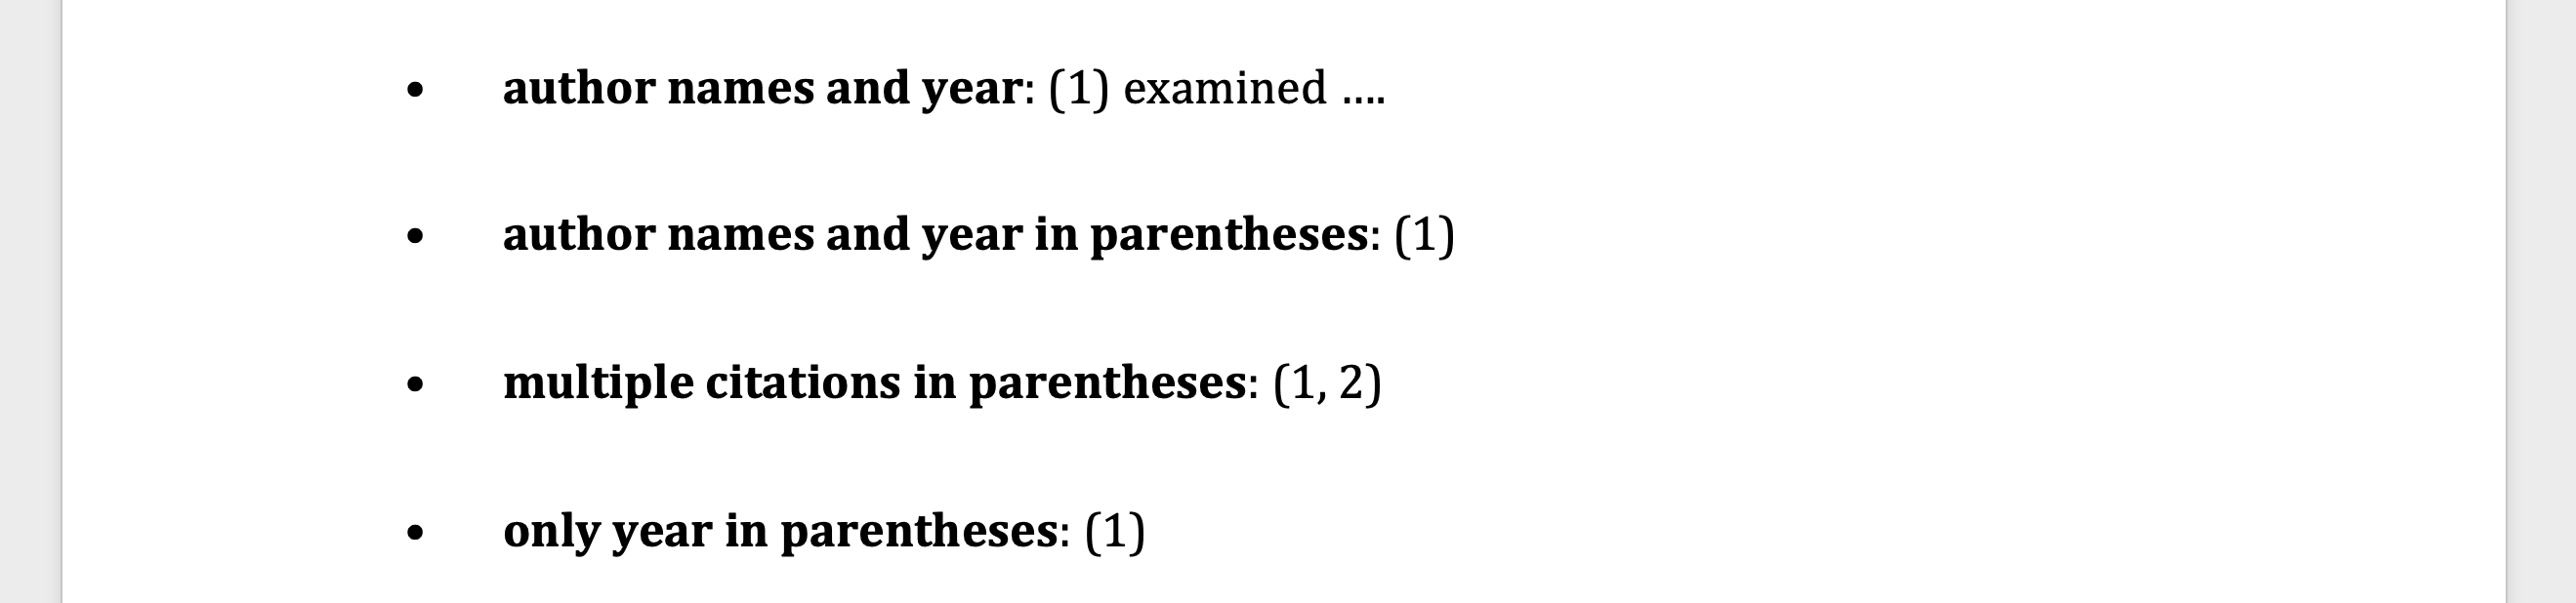 • author names and year: (1) examined ....
• author names and year in parentheses: (1)
• multiple citations in parentheses: (1, 2)
• only year in parentheses: (1)